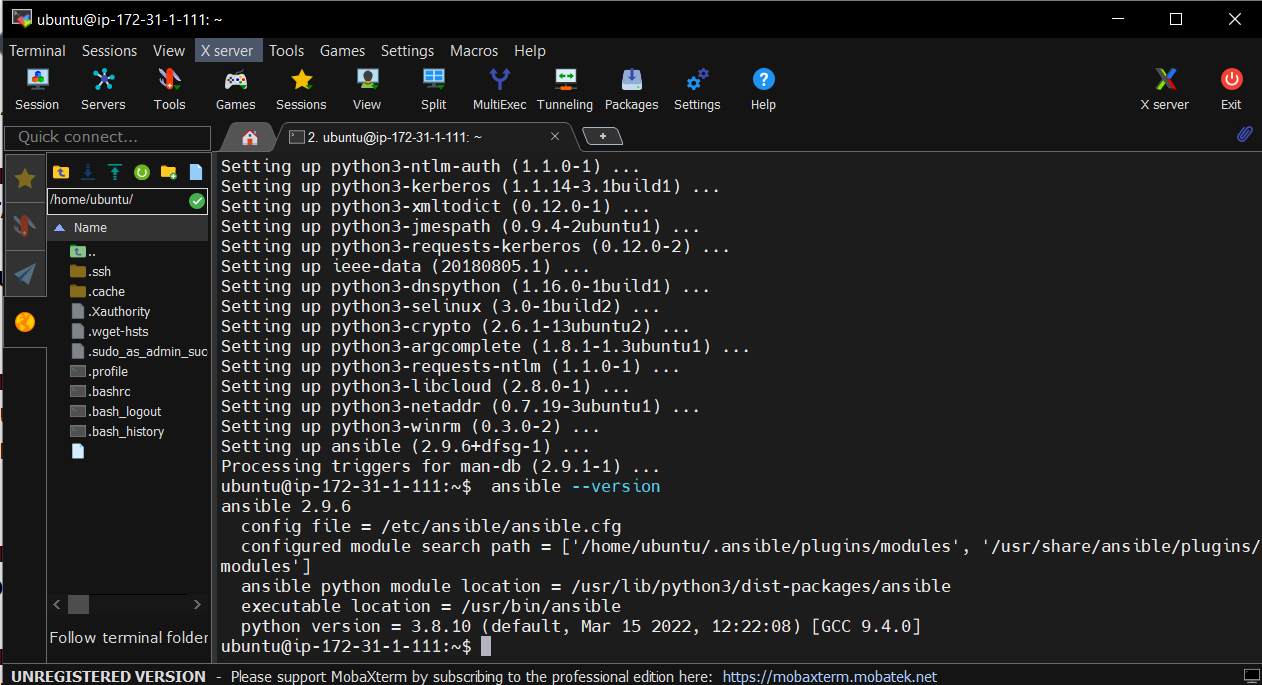 ubuntu@ip-172-31-1-111: ~
Terminal Sessions View X server Tools Games Settings Macros Help
Session Servers Tools Games Sessions View Split MultiExec Tunneling Packages Settings Help X server Exit
Quick connect...
2. ubuntu@ip-172-31-1-111: ~
/home/ubuntu/
Name
..
.ssh
.cache
.Xauthority
.wget-hsts
.sudo_as_admin_suc
.profile
.bashrc
.bash_logout
.bash_history
Follow terminal folder
Setting up python3-ntlm-auth (1.1.0-1) ...
Setting up python3-kerberos (1.1.14-3.1build1) ...
Setting up python3-xmltodict (0.12.0-1) ...
Setting up python3-jmespath (0.9.4-2ubuntu1) ...
Setting up python3-requests-kerberos (0.12.0-2) ...
Setting up ieee-data (20180805.1) ...
Setting up python3-dnspython (1.16.0-1build1) ...
Setting up python3-selinux (3.0-1build2) ...
Setting up python3-crypto (2.6.1-13ubuntu2) ...
Setting up python3-argcomplete (1.8.1-1.3ubuntu1) ...
Setting up python3-requests-ntlm (1.1.0-1) ...
Setting up python3-libcloud (2.8.0-1) ...
Setting up python3-netaddr (0.7.19-3ubuntu1) ...
Setting up python3-winrm (0.3.0-2) ...
Setting up ansible (2.9.6+dfsg-1) ...
Processing triggers for man-db (2.9.1-1) ...
ubuntu@ip-172-31-1-111:~$  ansible --version
ansible 2.9.6
  config file = /etc/ansible/ansible.cfg
  configured module search path = ['/home/ubuntu/.ansible/plugins/modules', '/usr/share/ansible/plugins/
modules']
  ansible python module location = /usr/lib/python3/dist-packages/ansible
  executable location = /usr/bin/ansible
  python version = 3.8.10 (default, Mar 15 2022, 12:22:08) [GCC 9.4.0]
ubuntu@ip-172-31-1-111:~$
UNREGISTERED VERSION - Please support MobaXterm by subscribing to the professional edition here: https://mobaxterm.mobatek.net